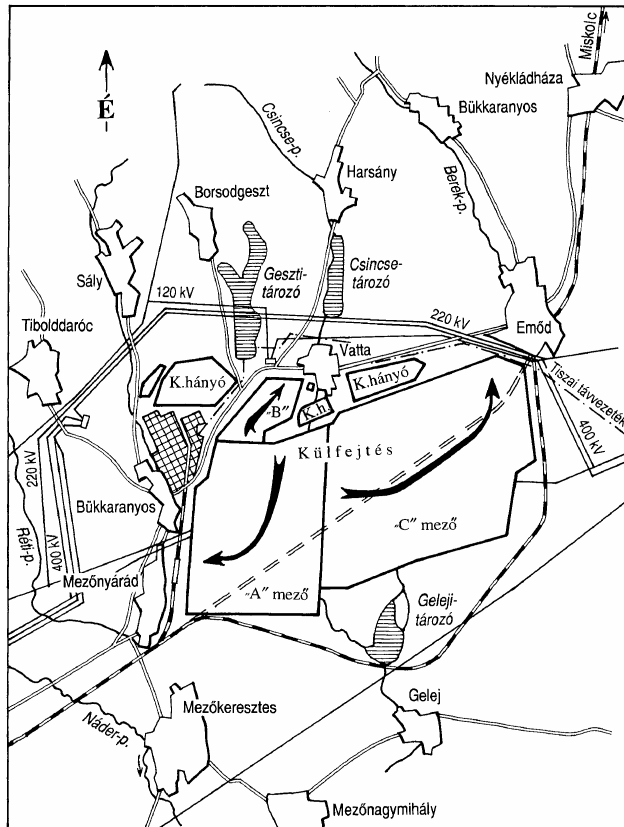 Miskolc
Nyékládháza
É
Csincse-p.
Bükkaranyos
Harsány
Borsodgeszt
Berek-p.
Sály
Geszti-
tározó
Csincse-
tározó
120 kV
220 kV
Emőd
Tibolddaróc
Vatta
K.hányó
K.hányó
„B”
K.h.
Tiszai távvezeték
400 kV
Külfejtés
220 kV
Bükkaranyos
„C” mező
Réti-p.
400 kV
Mezőnyárád
„A” mező
Geleji-
tározó
Mezőkeresztes
Gelej
Náder-p.
Mezőnagymihály